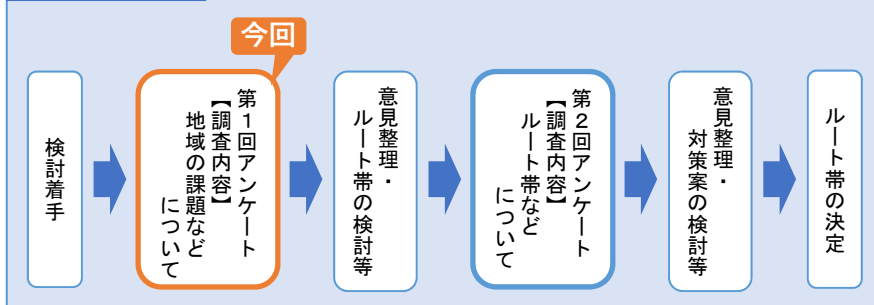 今回
検討着手
第1回アンケート
【調査内容】
地域の課題など
について
意見整理・
ルート帯の検討等
第2回アンケート
【調査内容】
ルート帯など
について
意見整理・
対策案の検討等
ルート帯の決定